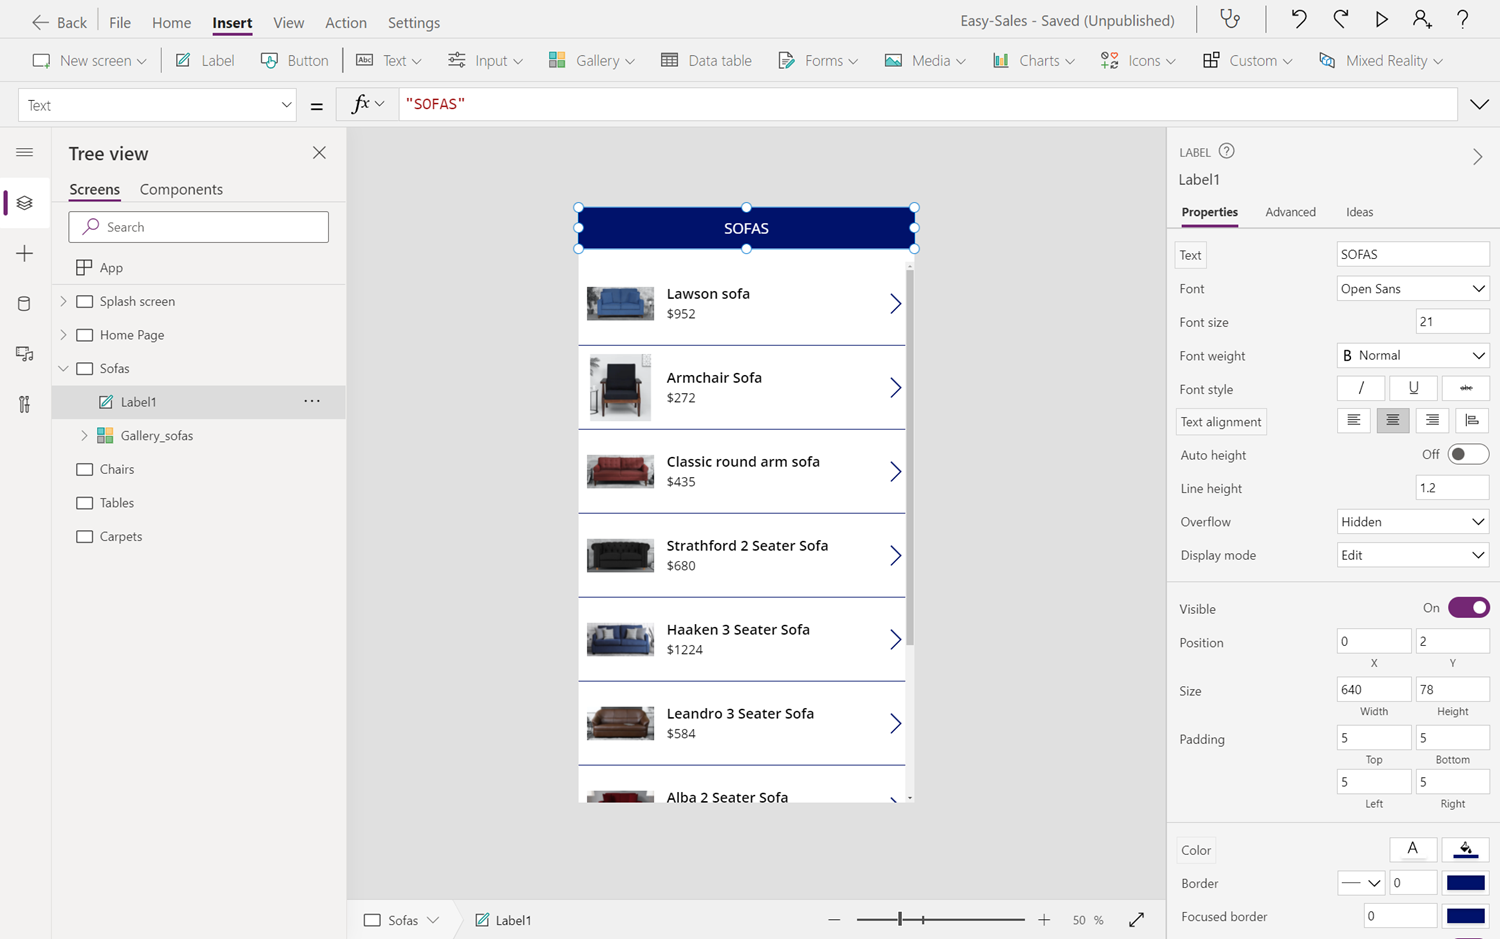 Back File Home Insert View Action Settings Easy-Sales - Saved (Unpublished) ?
New screen Label Button Abc Text Input Gallery Data table Forms Media Charts Icons Custom Mixed Reality
Text = fx "SOFAS"
Tree view
Screens Components
Search
App
Splash screen
Home Page
Sofas
Label1 ...
Gallery_sofas
Chairs
Tables
Carpets
SOFAS
Lawson sofa
$952
Armchair Sofa
$272
Classic round arm sofa
$435
Strathford 2 Seater Sofa
$680
Haaken 3 Seater Sofa
$1224
Leandro 3 Seater Sofa
$584
Alba 2 Seater Sofa
Sofas Label1 50 %
LABEL ?
Label1
Properties Advanced Ideas
Text SOFAS
Font Open Sans
Font size 21
Font weight B Normal
Font style / U abc
Text alignment
Auto height Off
Line height 1.2
Overflow Hidden
Display mode Edit
Visible On
Position 0 2
X Y
Size 640 78
Width Height
Padding 5 5
Top Bottom
5 5
Left Right
Color A
Border 0
Focused border 0